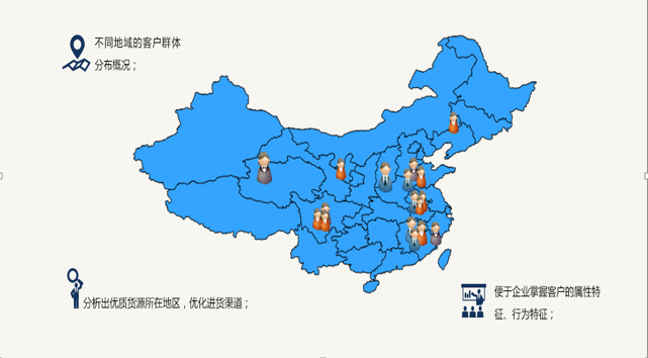 不同地域的客户群体
分布概况；
分析出优质货源所在地区，优化进货渠道；
便于企业掌握客户的属性特
征、行为特征；